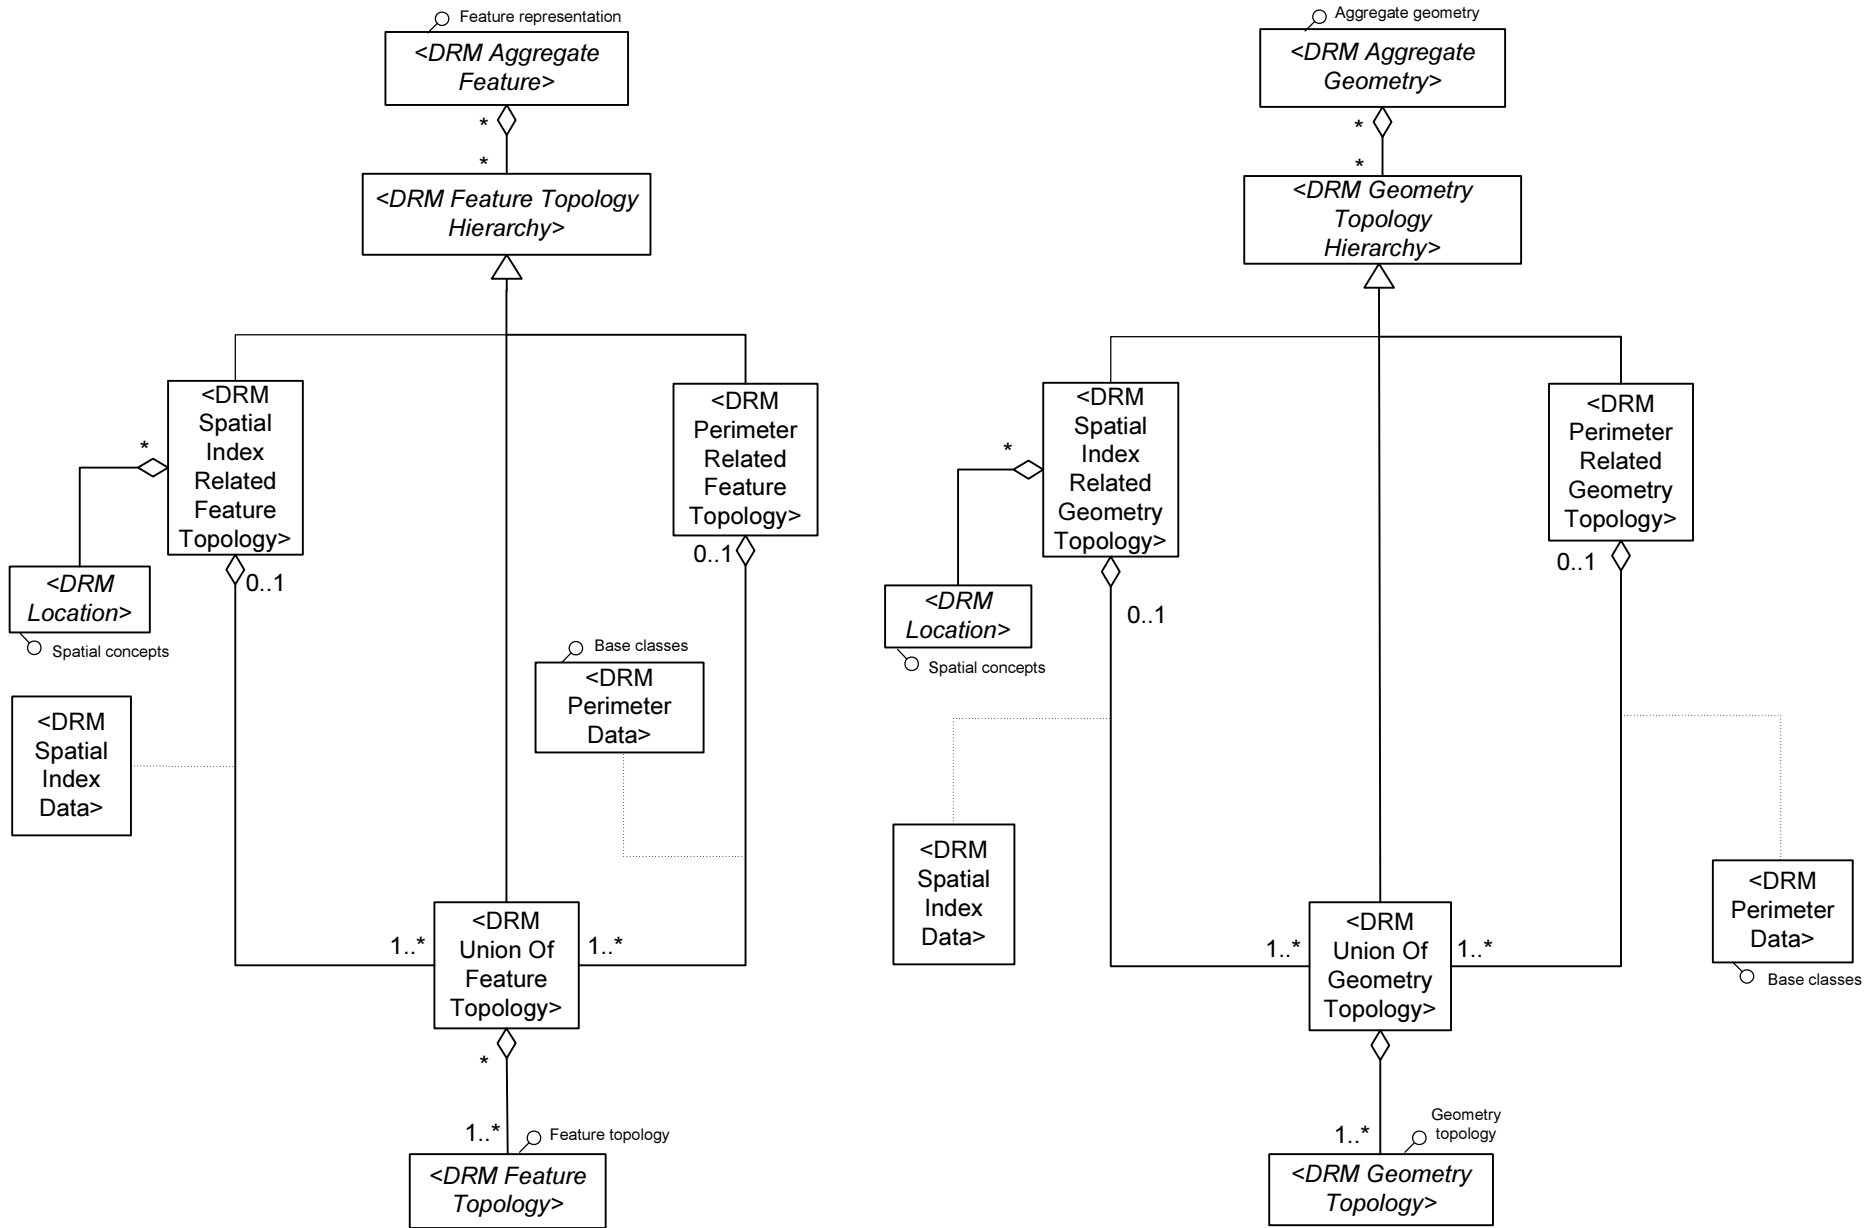 Feature representation
<DRM Aggregate
Feature>
*
*
<DRM Feature Topology
Hierarchy>
<DRM
Spatial
Index
Related
Feature
Topology>
*
0..1
<DRM
Perimeter
Related
Feature
Topology>
0..1
<DRM
Location>
Spatial concepts
Base classes
<DRM
Perimeter
Data>
<DRM
Spatial
Index
Data>
1..*
<DRM
Union Of
Feature
Topology>
1..*
*
1..*
Feature topology
<DRM Feature
Topology>
Aggregate geometry
<DRM Aggregate
Geometry>
*
*
<DRM Geometry
Topology
Hierarchy>
<DRM
Spatial
Index
Related
Geometry
Topology>
*
0..1
<DRM
Perimeter
Related
Geometry
Topology>
0..1
<DRM
Location>
Spatial concepts
<DRM
Spatial
Index
Data>
<DRM
Perimeter
Data>
Base classes
1..*
<DRM
Union Of
Geometry
Topology>
1..*
1..*
Geometry
topology
<DRM Geometry
Topology>